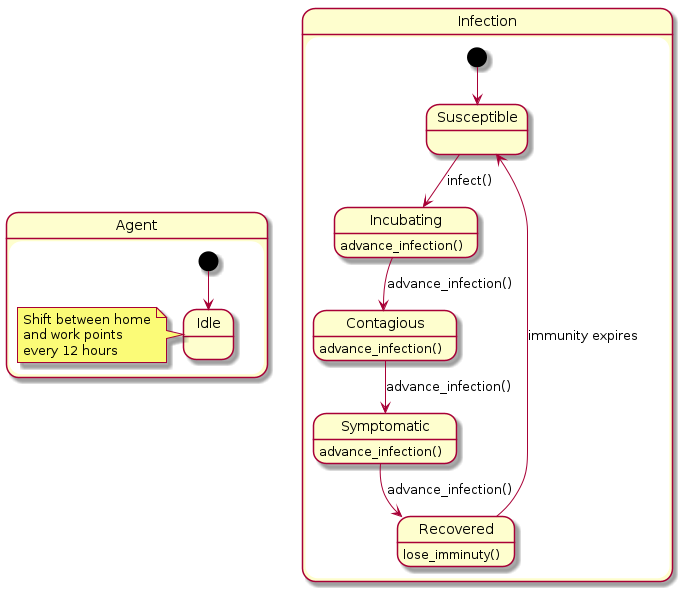 Agent
Idle
Shift between home
and work points
every 12 hours
Infection
Susceptible
infect()
Incubating
advance_infection()
advance_infection()
Contagious
advance_infection()
immunity expires
advance_infection()
Symptomatic
advance_infection()
advance_infection()
Recovered
lose_imminuty()